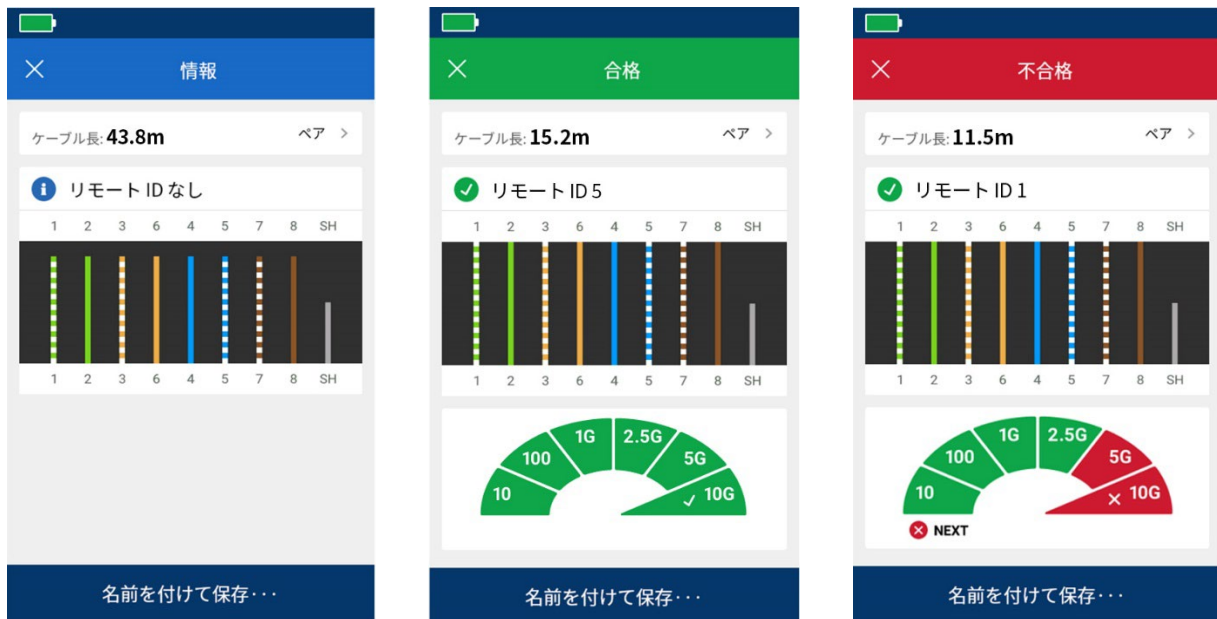 情報
ケーブル長: 43.8m ペア >
i リモート ID なし
1 2 3 6 4 5 7 8 SH
1 2 3 6 4 5 7 8 SH
名前を付けて保存･･･
合格
ケーブル長: 15.2m ペア >
リモート ID 5
1 2 3 6 4 5 7 8 SH
1 2 3 6 4 5 7 8 SH
10 100 1G 2.5G 5G 10G
名前を付けて保存･･･
不合格
ケーブル長: 11.5m ペア >
リモート ID 1
1 2 3 6 4 5 7 8 SH
1 2 3 6 4 5 7 8 SH
10 100 1G 2.5G 5G 10G
NEXT
名前を付けて保存･･･